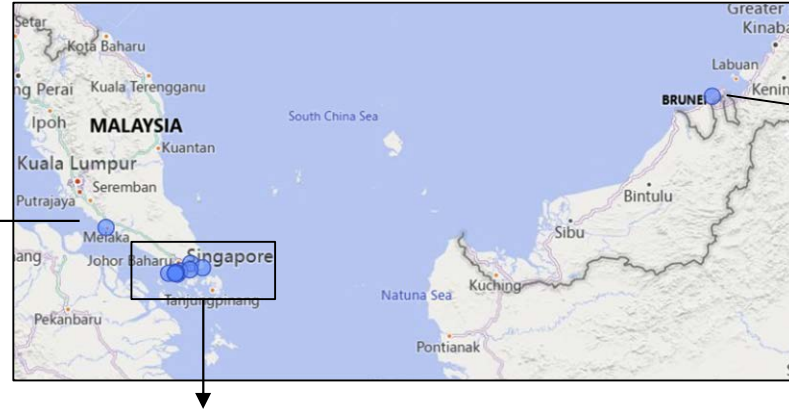 Setar
Greater
Kinaba
Kota Baharu
Labuan
ng Perai
Kuala Terengganu
Kenin
BRUNEI
South China Sea
Ipoh
MALAYSIA
Kuantan
Kuala Lumpur
Seremban
Putrajaya
Bintulu
Melaka
Sibu
ang
Johor Baharu
Singapore
Kuching
Natuna Sea
Tanjungpinang
Pekanbaru
Pontianak